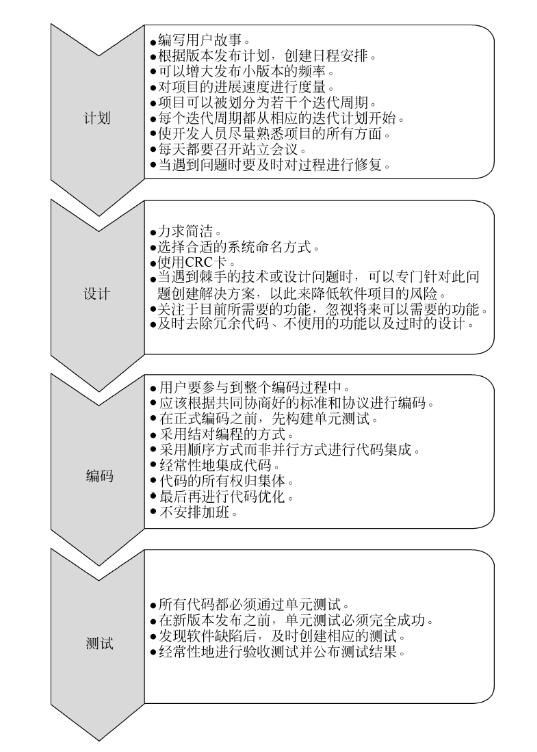 计划
●编写用户故事。
●根据版本发布计划，创建日程安排。
●可以增大发布小版本的频率。
●对项目的进展速度进行度量。
●项目可以被划分为若干个迭代周期。
●每个迭代周期都从相应的迭代计划开始。
●使开发人员尽量熟悉项目的所有方面。
●每天都要召开站立会议。
●当遇到问题时要及时对过程进行修复。
设计
●力求简洁。
●选择合适的系统命名方式。
●使用CRC卡。
●当遇到棘手的技术或设计问题时，可以专门针对此问
题创建解决方案，以此来降低软件项目的风险。
●关注于目前所需要的功能，忽视将来可以需要的功能。
●及时去除冗余代码、不使用的功能以及过时的设计。
编码
●用户要参与到整个编码过程中。
●应该根据共同协商好的标准和协议进行编码。
●在正式编码之前，先构建单元测试。
●采用结对编程的方式。
●采用顺序方式而非并行方式进行代码集成。
●经常性地集成代码。
●代码的所有权归集体。
●最后再进行代码优化。
●不安排加班。
测试
●所有代码都必须通过单元测试。
●在新版本发布之前，单元测试必须完全成功。
●发现软件缺陷后，及时创建相应的测试。
●经常性地进行验收测试并公布测试结果。